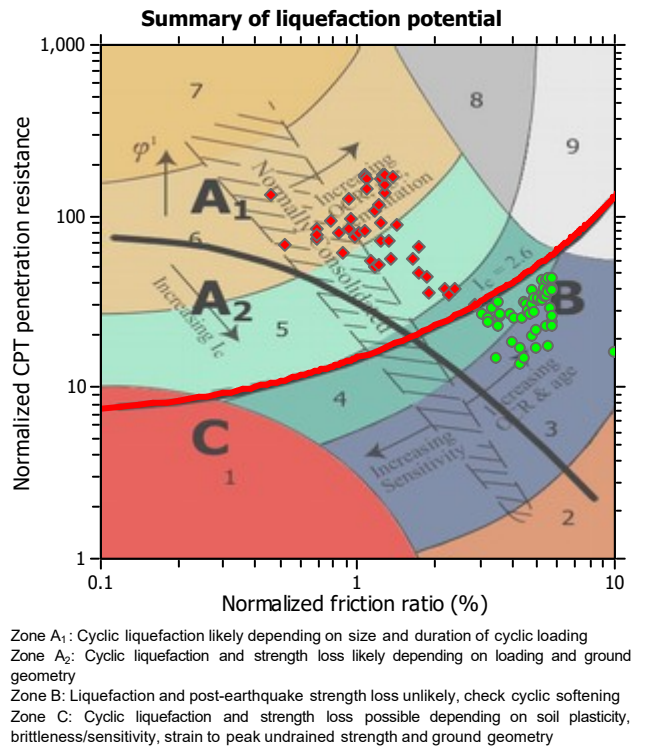 Summary of liquefaction potential
Normalized CPT penetration resistance
1,000
100
10
1
0.1
1
10
Normalized friction ratio (%)
7
8
9
φ'
A1
6
A2
5
4
C
1
B
3
2
Normally Consolidated
Increasing
OCR, age,
cementation
Increasing Ic
Ic = 2.6
Increasing
OCR & age
Increasing
Sensitivity
Zone A1: Cyclic liquefaction likely depending on size and duration of cyclic loading
Zone A2: Cyclic liquefaction and strength loss likely depending on loading and ground
geometry
Zone B: Liquefaction and post-earthquake strength loss unlikely, check cyclic softening
Zone C: Cyclic liquefaction and strength loss possible depending on soil plasticity,
brittleness/sensitivity, strain to peak undrained strength and ground geometry